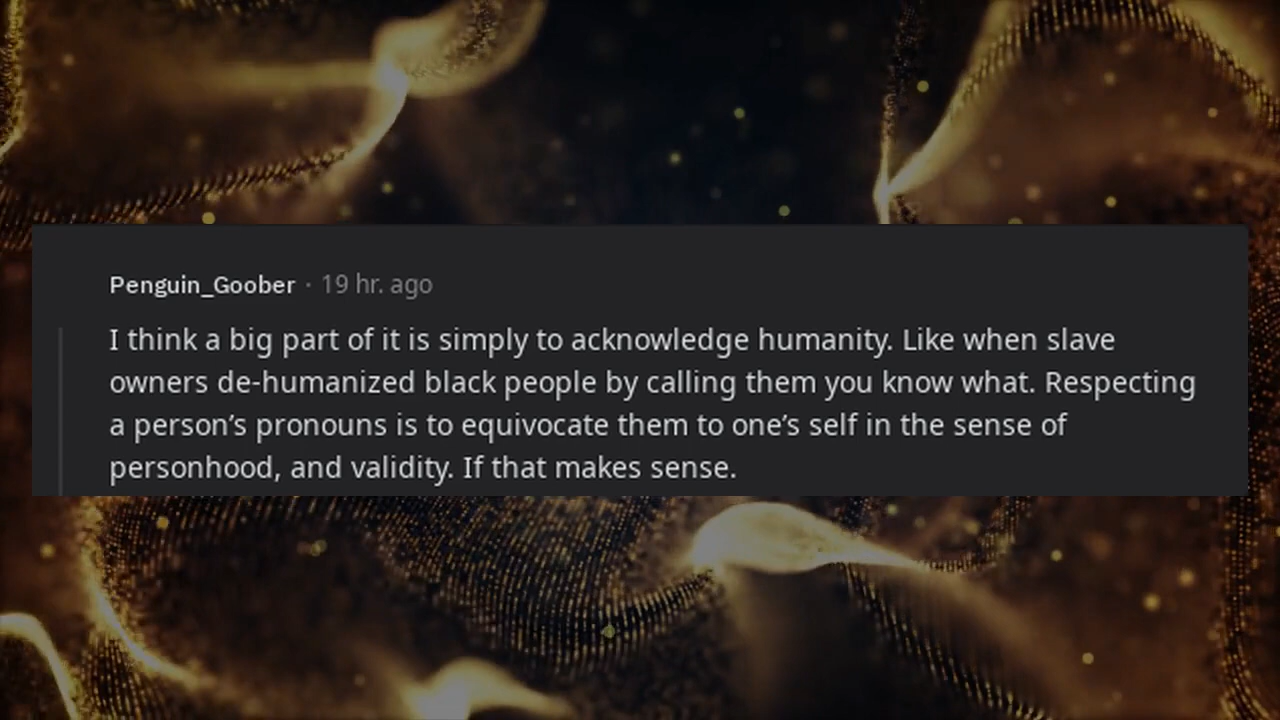 Penguin_Goober · 19 hr. ago
I think a big part of it is simply to acknowledge humanity. Like when slave
owners de-humanized black people by calling them you know what. Respecting
a person’s pronouns is to equivocate them to one’s self in the sense of
personhood, and validity. If that makes sense.